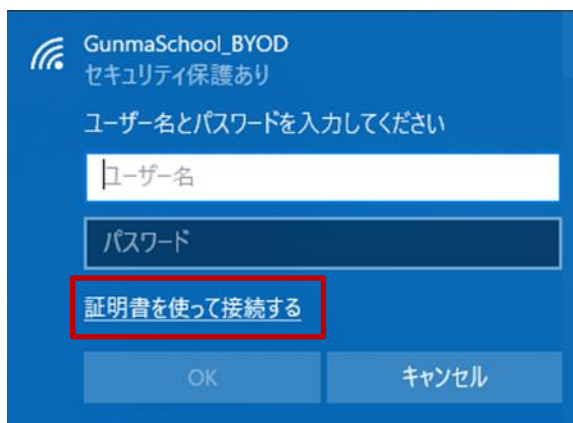 GunmaSchool_BYOD
セキュリティ保護あり
ユーザー名とパスワードを入力してください
ユーザー名
パスワード
証明書を使って接続する
OK
キャンセル